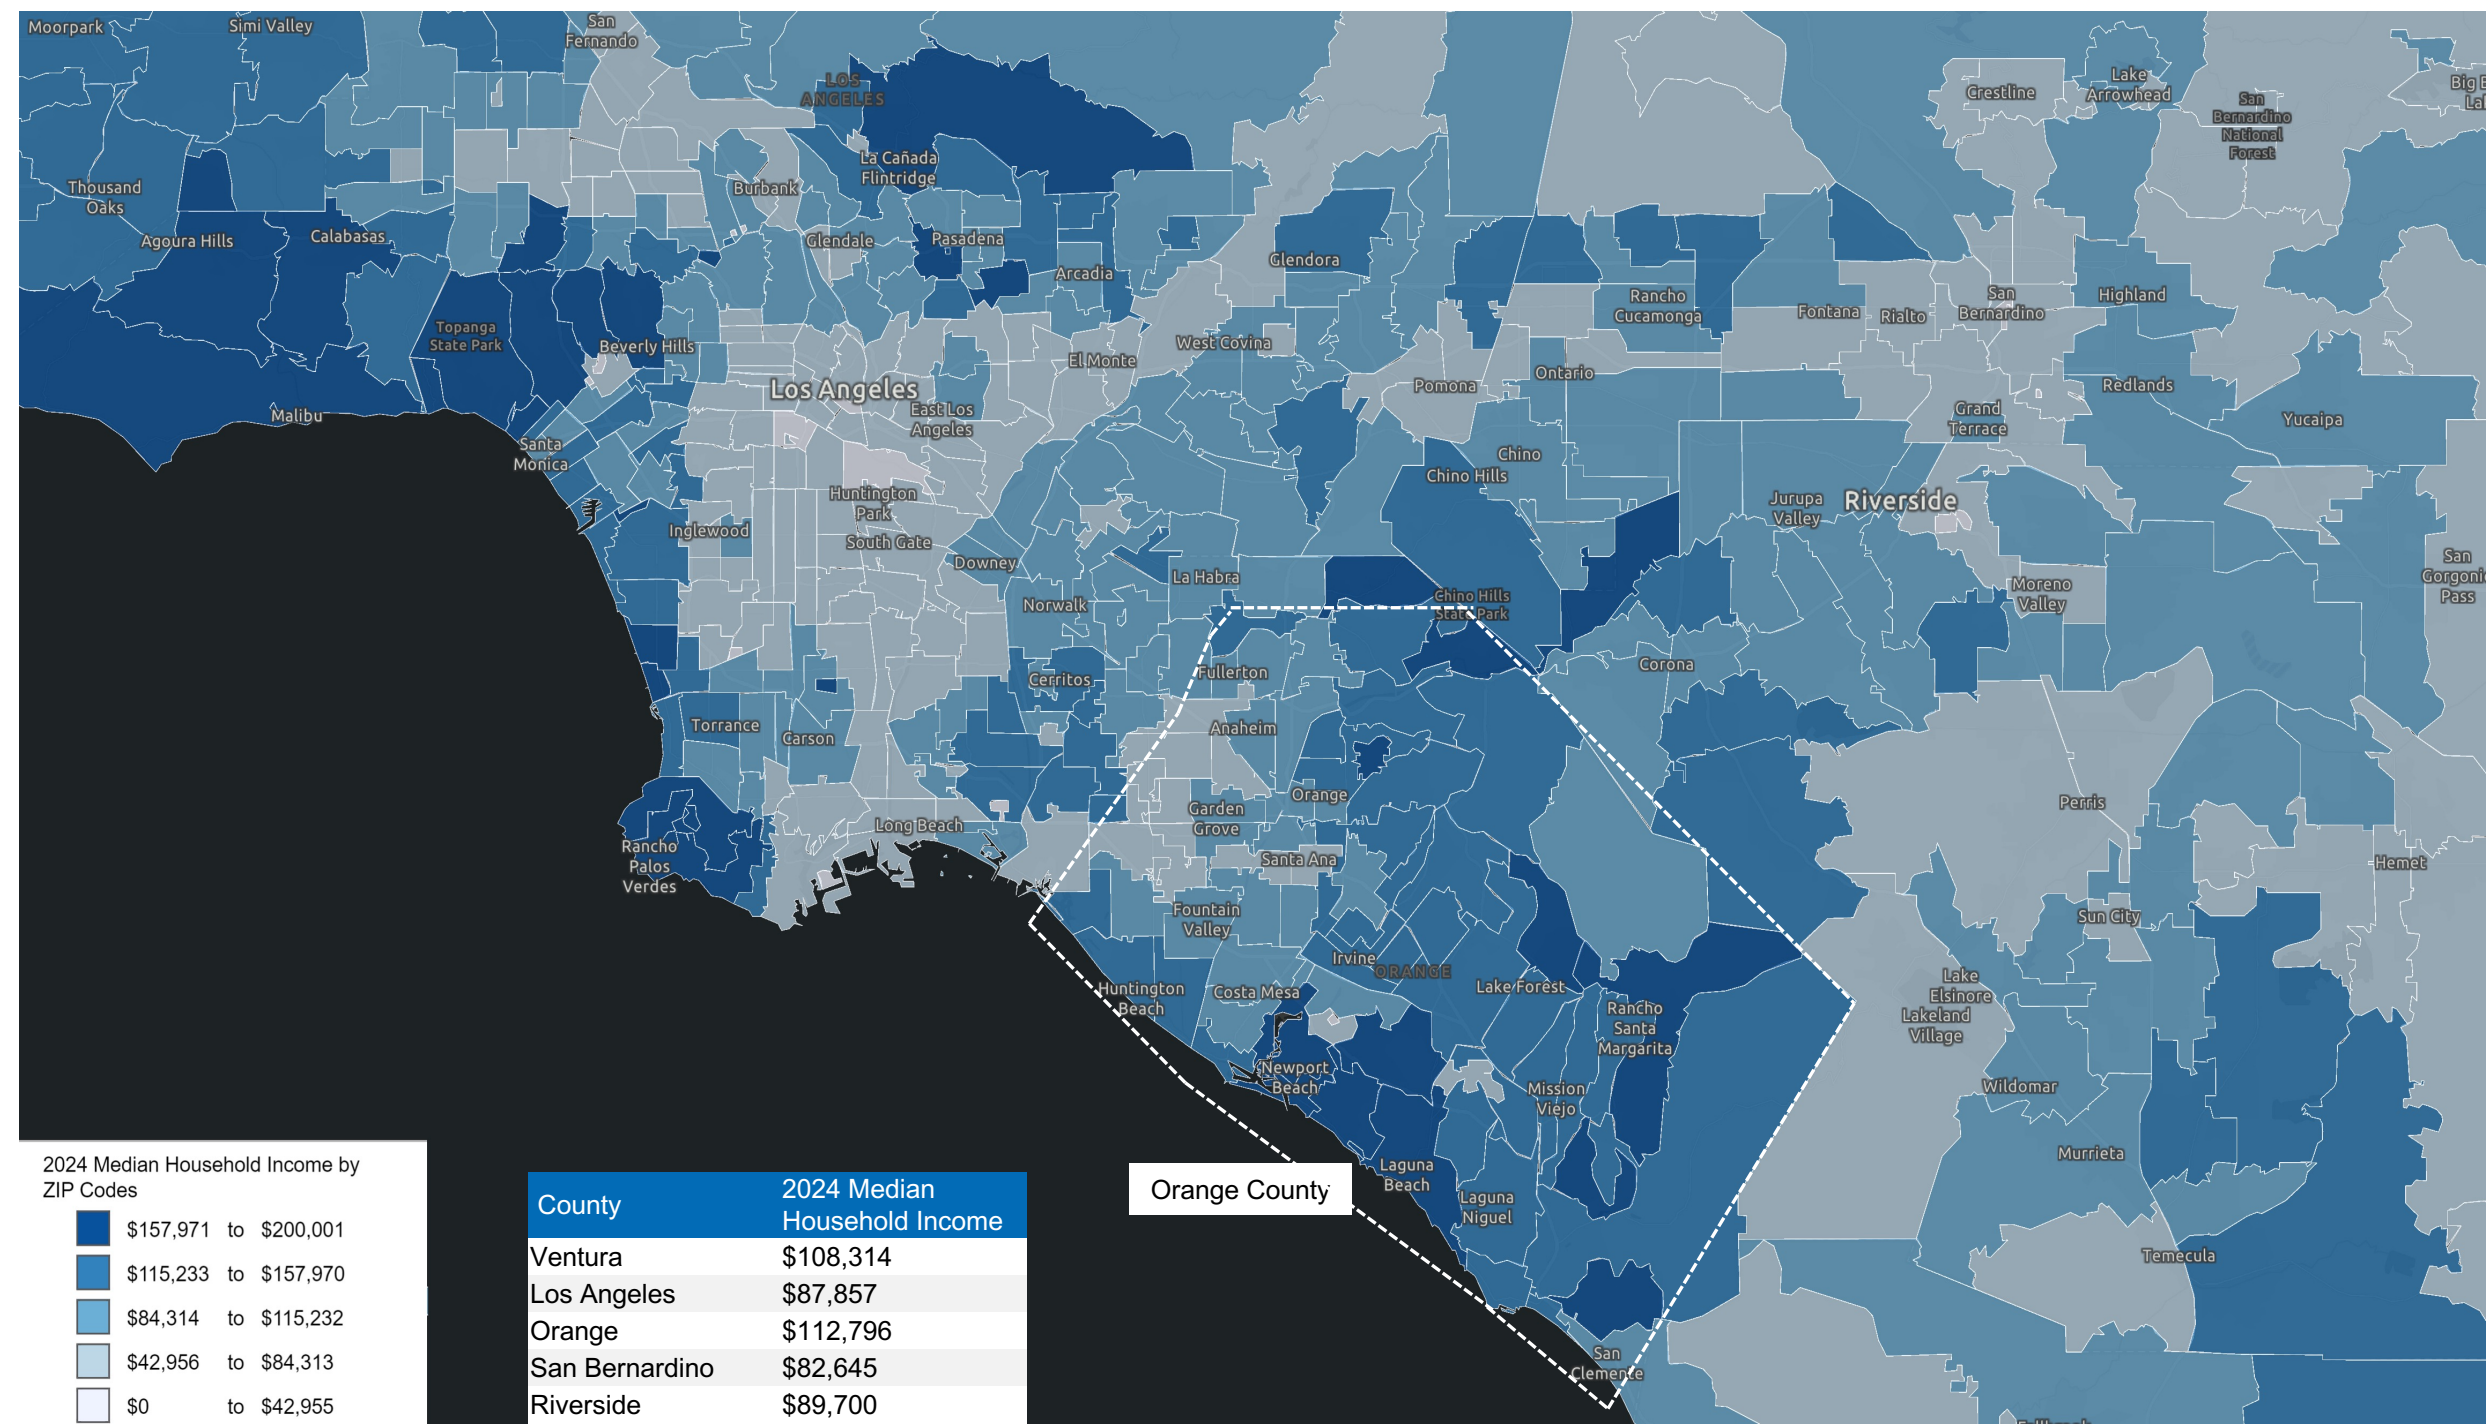 Moorpark
Simi Valley
San
Fernando
LOS
ANGELES
Crestline
Lake
Arrowhead
San
Bernardino
National
Forest
La Cañada
Flintridge
Thousand
Oaks
Burbank
Agoura Hills
Calabasas
Glendale
Pasadena
Arcadia
Glendora
Rancho
Cucamonga
Fontana
Rialto
San
Bernardino
Highland
Topanga
State Park
Beverly Hills
El Monte
West Covina
Los Angeles
Pomona
Ontario
Redlands
Malibu
East Los
Angeles
Grand
Terrace
Yucaipa
Santa
Monica
Chino
Chino Hills
Huntington
Park
Jurupa
Valley
Riverside
Inglewood
South Gate
Downey
La Habra
Norwalk
Chino Hills
State Park
Moreno
Valley
San
Gorgonio
Pass
Cerritos
Fullerton
Corona
Torrance
Carson
Anaheim
Orange
Garden
Grove
Perris
Long Beach
Rancho
Palos
Verdes
Santa Ana
Hemet
Fountain
Valley
Sun City
Irvine
ORANGE
Huntington
Beach
Costa Mesa
Lake Forest
Rancho
Santa
Margarita
Lake
Elsinore
Lakeland
Village
Newport
Beach
Mission
Viejo
Wildomar
Laguna
Beach
Laguna
Niguel
Murrieta
Temecula
San
Clemente
Orange County
2024 Median Household Income by
ZIP Codes
$157,971 to $200,001
$115,233 to $157,970
$84,314 to $115,232
$42,956 to $84,313
$0 to $42,955
County 2024 Median
Household Income
Ventura $108,314
Los Angeles $87,857
Orange $112,796
San Bernardino $82,645
Riverside $89,700